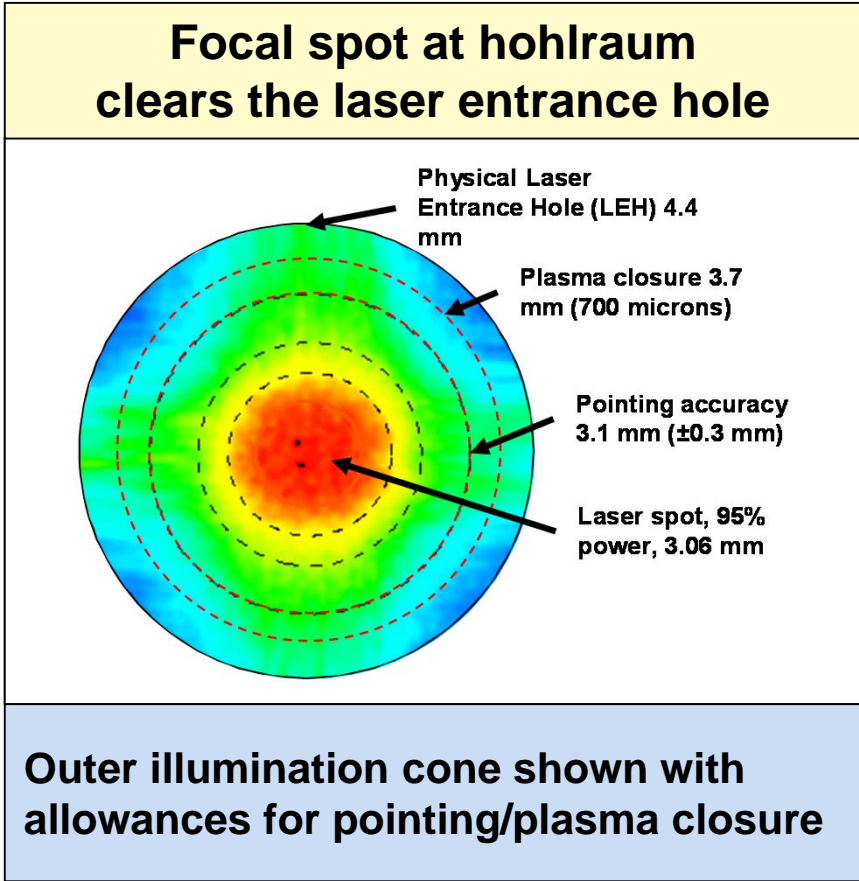 Focal spot at hohlraum
clears the laser entrance hole
Physical Laser
Entrance Hole (LEH) 4.4
mm
Plasma closure 3.7
mm (700 microns)
Pointing accuracy
3.1 mm (±0.3 mm)
Laser spot, 95%
power, 3.06 mm
Outer illumination cone shown with
allowances for pointing/plasma closure